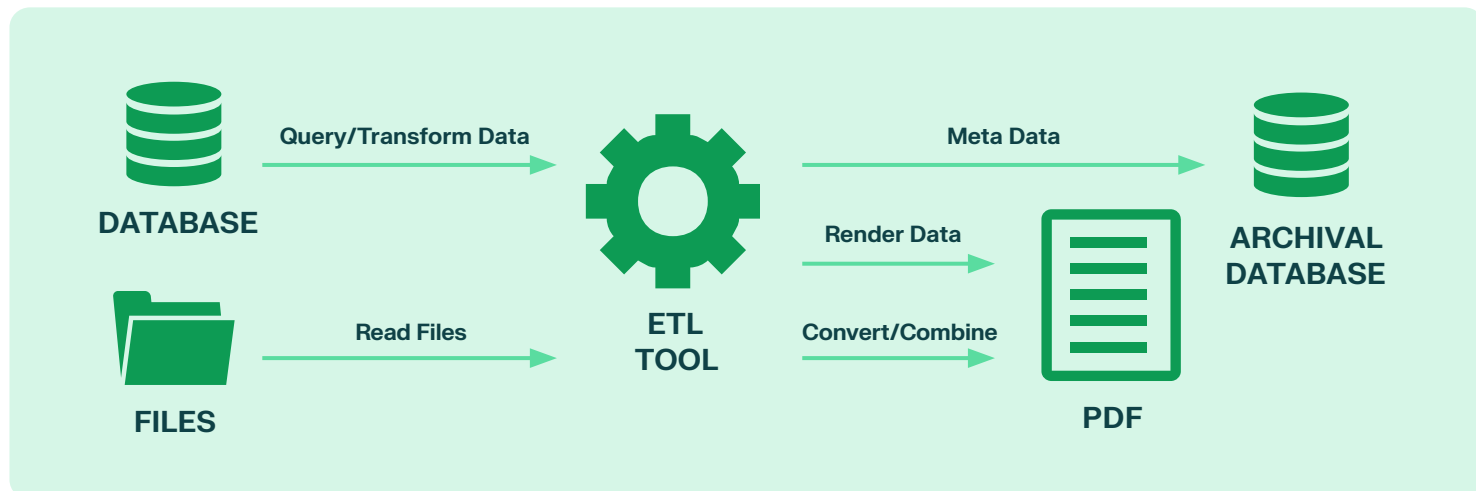 Query/Transform Data
DATABASE
Read Files
FILES
ETL
TOOL
Meta Data
Render Data
Convert/Combine
PDF
ARCHIVAL
DATABASE